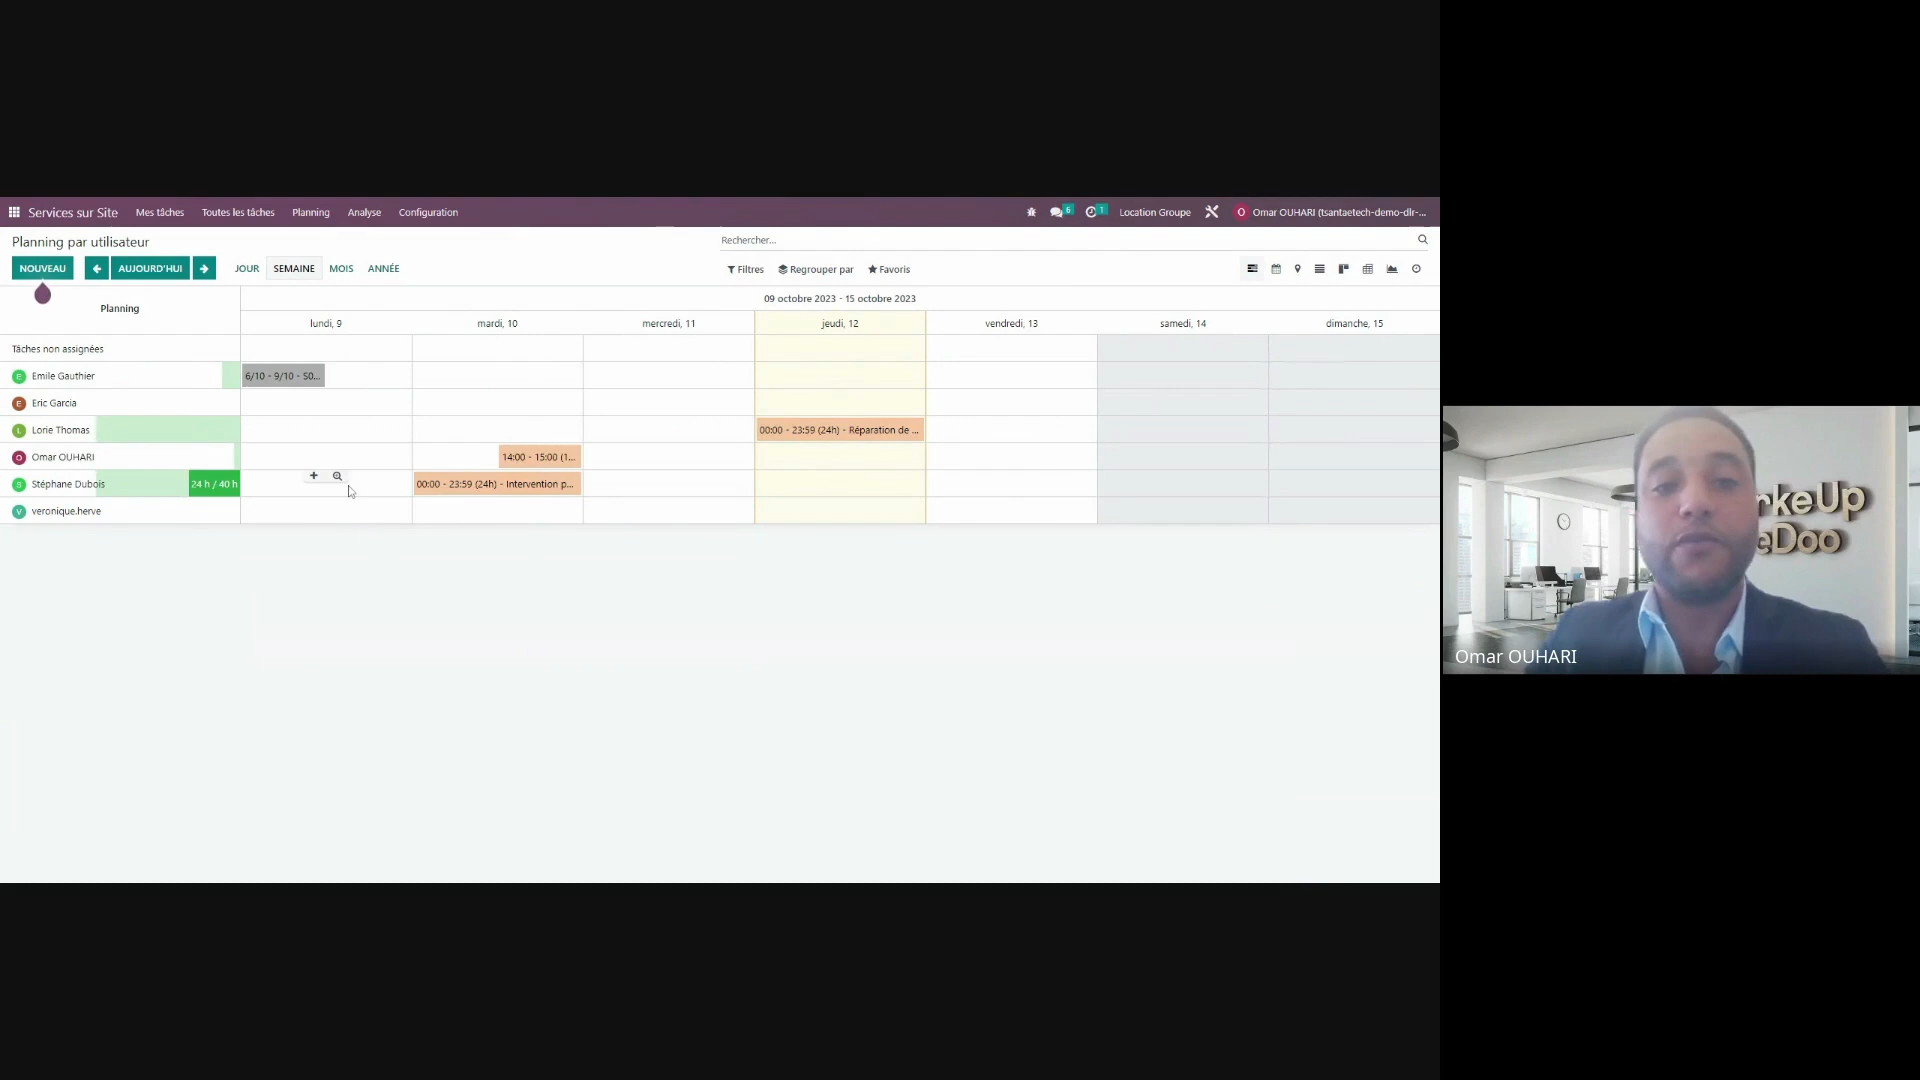 Services sur Site Mes tâches Toutes les tâches Planning Analyse Configuration 6 1 Location Groupe O Omar OUHARI (tsantaetech-demo-dlr-...
Planning par utilisateur
Rechercher...
NOUVEAU AUJOURD'HUI JOUR SEMAINE MOIS ANNÉE Filtres Regrouper par Favoris
Planning
09 octobre 2023 - 15 octobre 2023
lundi, 9 mardi, 10 mercredi, 11 jeudi, 12 vendredi, 13 samedi, 14 dimanche, 15
Tâches non assignées
E Emile Gauthier 6/10 - 9/10 - S0...
E Eric Garcia
L Lorie Thomas 00:00 - 23:59 (24h) - Réparation de ...
O Omar OUHARI 14:00 - 15:00 (1...
S Stéphane Dubois 24 h / 40 h 00:00 - 23:59 (24h) - Intervention p...
V veronique.herve
rkeUp
eDoo
Omar OUHARI